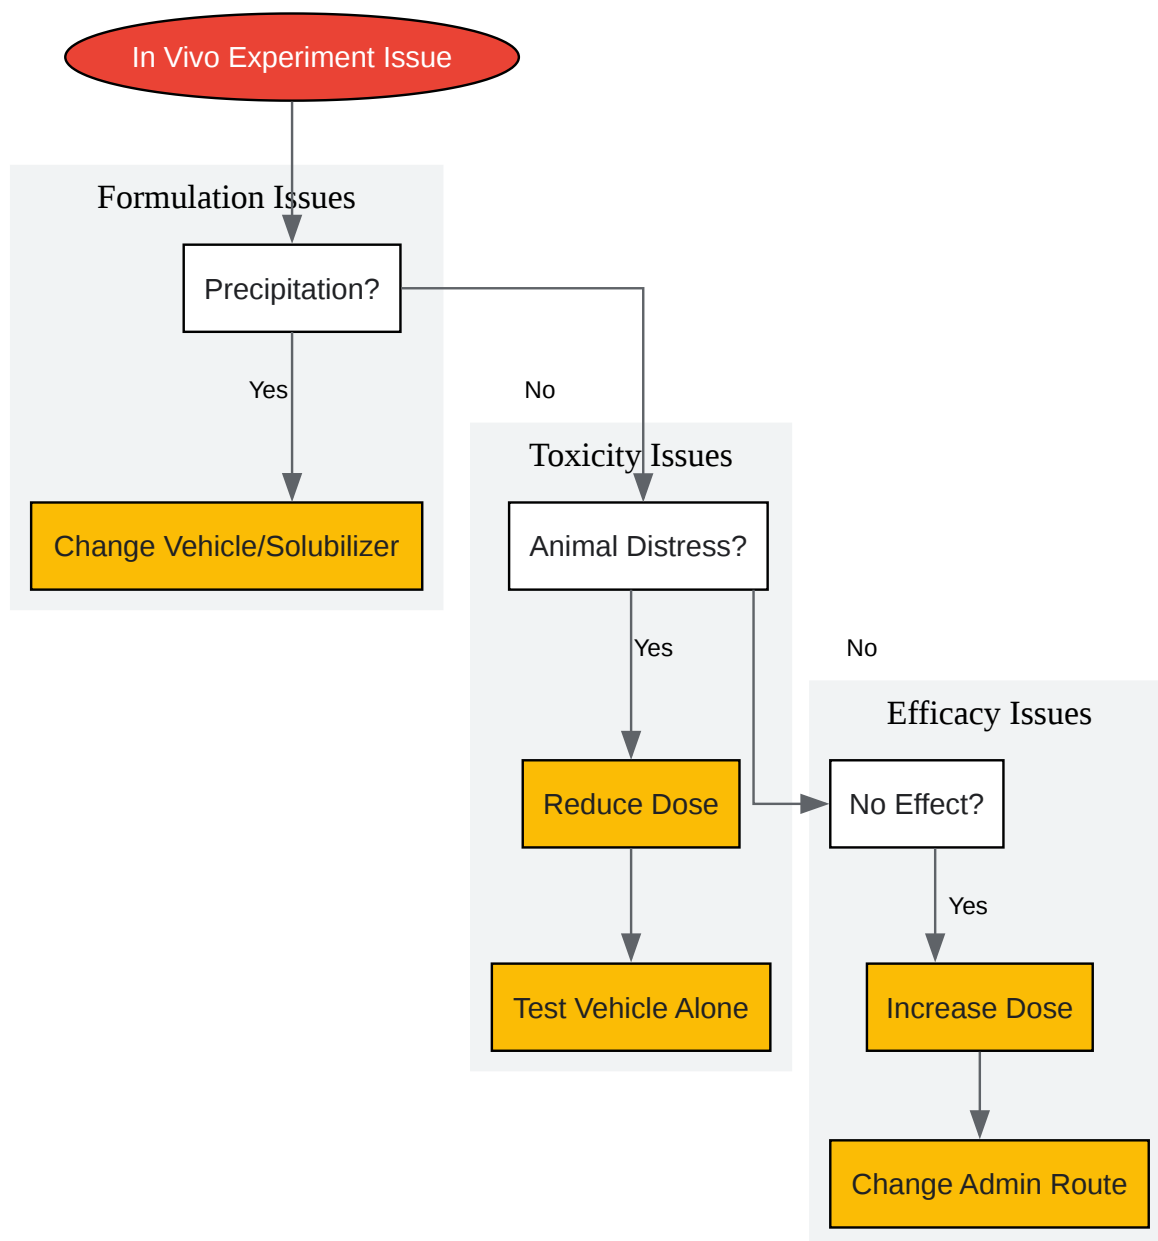 In Vivo Experiment Issue
Formulation Issues
Precipitation?
Yes
No
Change Vehicle/Solubilizer
Toxicity Issues
Animal Distress?
Yes
No
Reduce Dose
Test Vehicle Alone
Efficacy Issues
No Effect?
Yes
Increase Dose
Change Admin Route